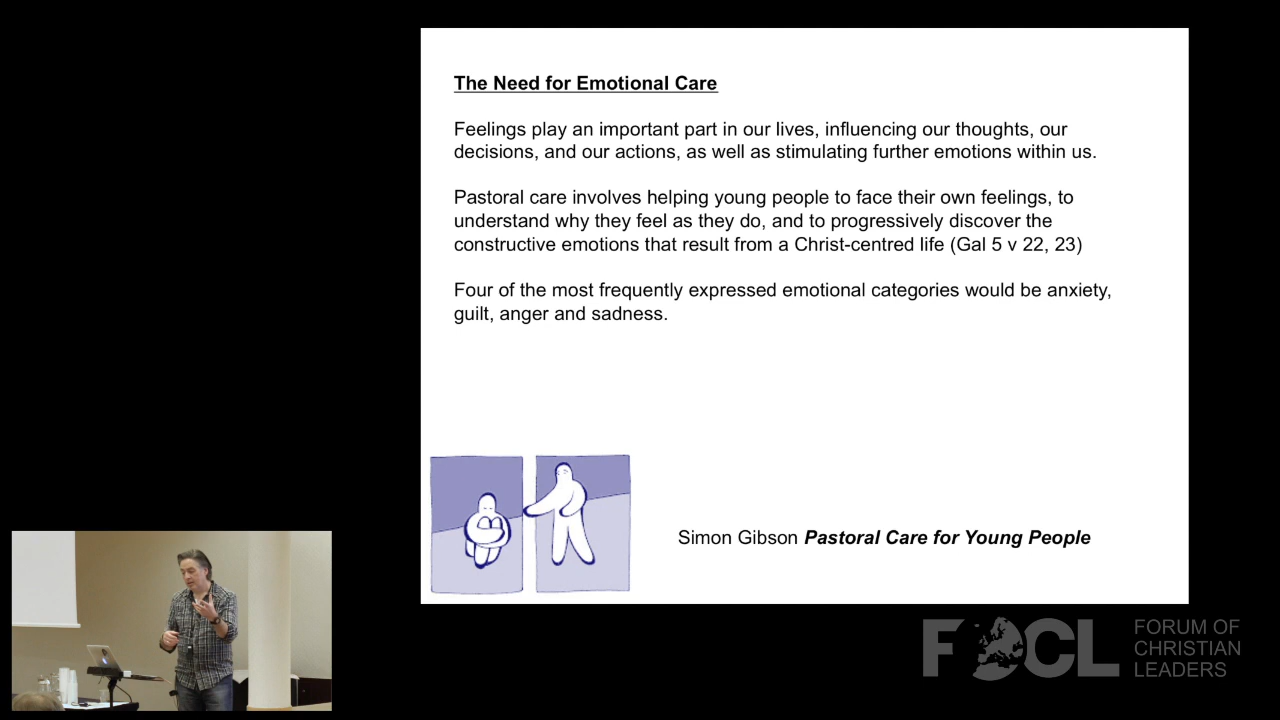 The Need for Emotional Care
Feelings play an important part in our lives, influencing our thoughts, our
decisions, and our actions, as well as stimulating further emotions within us.
Pastoral care involves helping young people to face their own feelings, to
understand why they feel as they do, and to progressively discover the
constructive emotions that result from a Christ-centred life (Gal 5 v 22, 23)
Four of the most frequently expressed emotional categories would be anxiety,
guilt, anger and sadness.
Simon Gibson Pastoral Care for Young People
FOCL
FORUM OF
CHRISTIAN
LEADERS